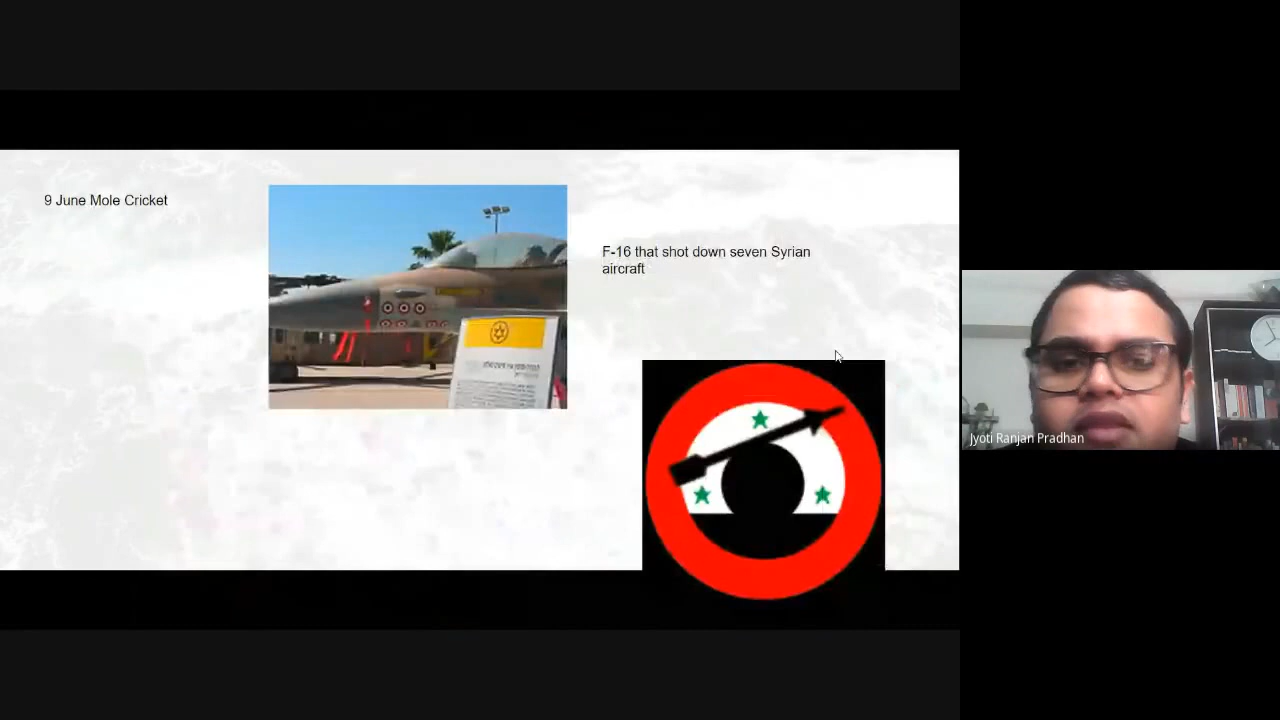 9 June Mole Cricket
F-16 that shot down seven Syrian
aircraft
Jyoti Ranjan Pradhan